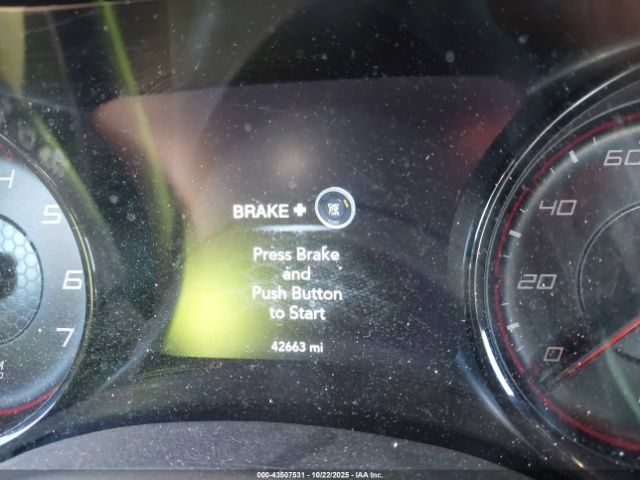 BRAKE +
Press Brake
and
Push Button
to Start
42663 mi
4
5
6
7
60
40
20
0
000-43507531 - 10/22/2025 - IAA Inc.